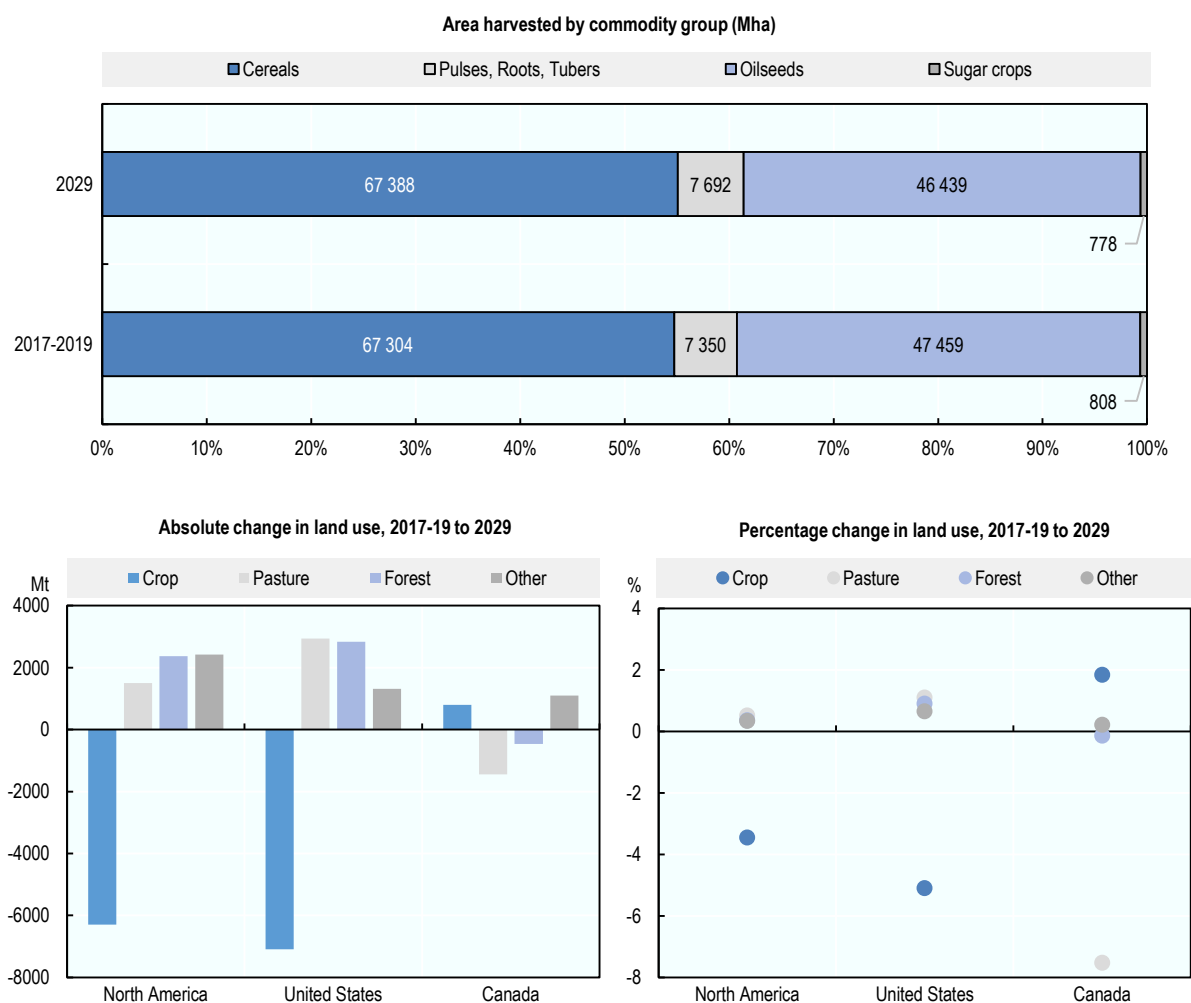 Area harvested by commodity group (Mha)
Cereals Pulses, Roots, Tubers Oilseeds Sugar crops
2029 67 388 7 692 46 439
778
2017-2019 67 304 7 350 47 459
808
0% 10% 20% 30% 40% 50% 60% 70% 80% 90% 100%
Absolute change in land use, 2017-19 to 2029
Mt Crop Pasture Forest Other
4000
2000
0
-2000
-4000
-6000
-8000
North America United States Canada
Percentage change in land use, 2017-19 to 2029
% Crop Pasture Forest Other
4
2
0
-2
-4
-6
-8
North America United States Canada